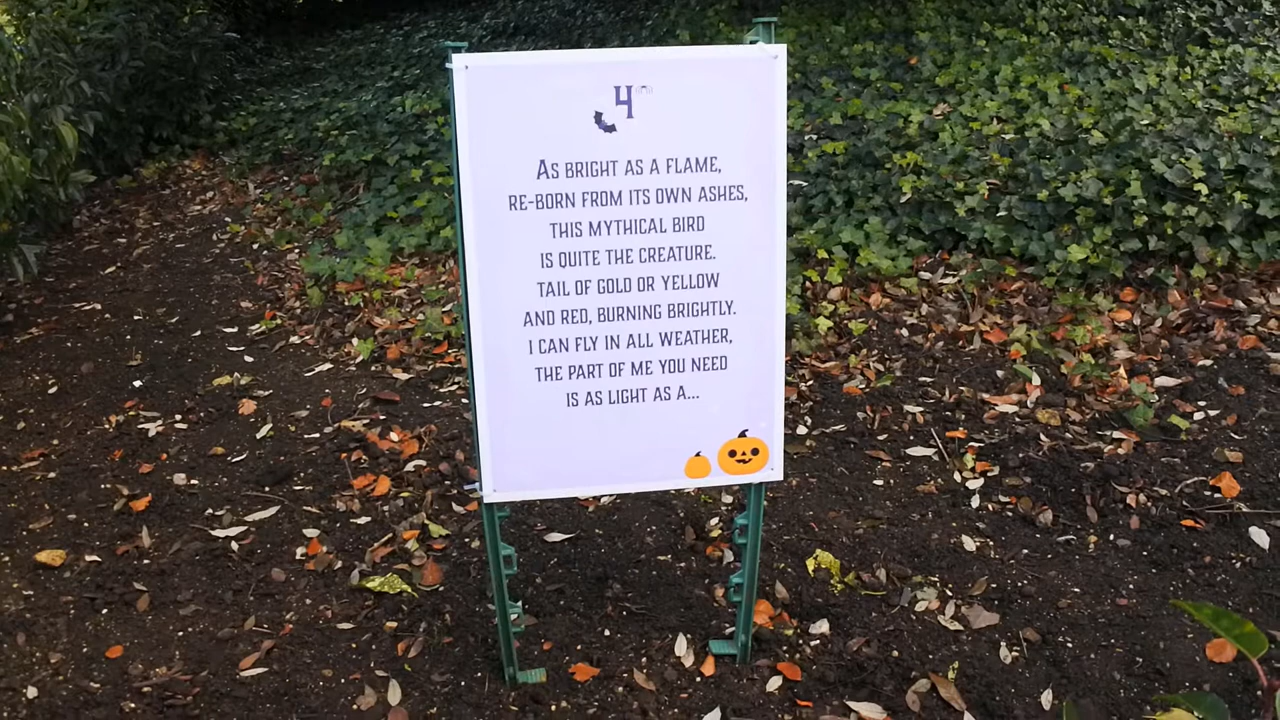 4
AS BRIGHT AS A FLAME,
RE-BORN FROM ITS OWN ASHES,
THIS MYTHICAL BIRD
IS QUITE THE CREATURE.
TAIL OF GOLD OR YELLOW
AND RED, BURNING BRIGHTLY.
I CAN FLY IN ALL WEATHER,
THE PART OF ME YOU NEED
IS AS LIGHT AS A...